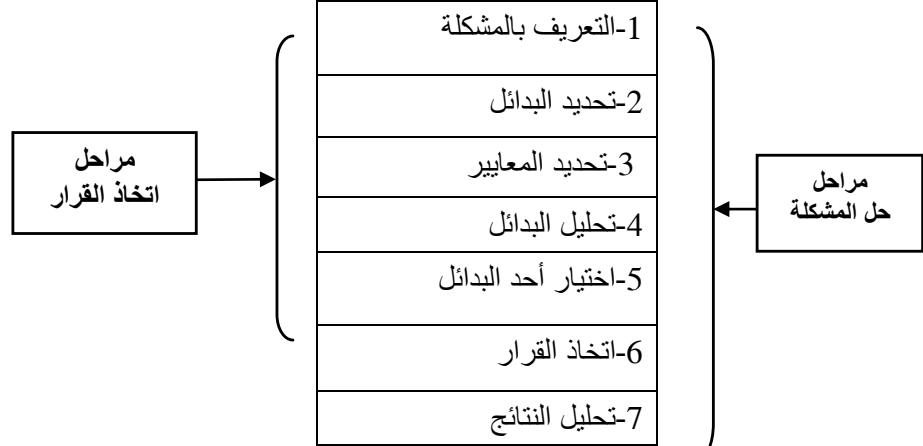 1-التعريف بالمشكلة
2-تحديد البدائل
3-تحديد المعايير
4-تحليل البدائل
5-اختيار أحد البدائل
6-اتخاذ القرار
7-تحليل النتائج
مراحل
حل المشكلة
مراحل
اتخاذ القرار